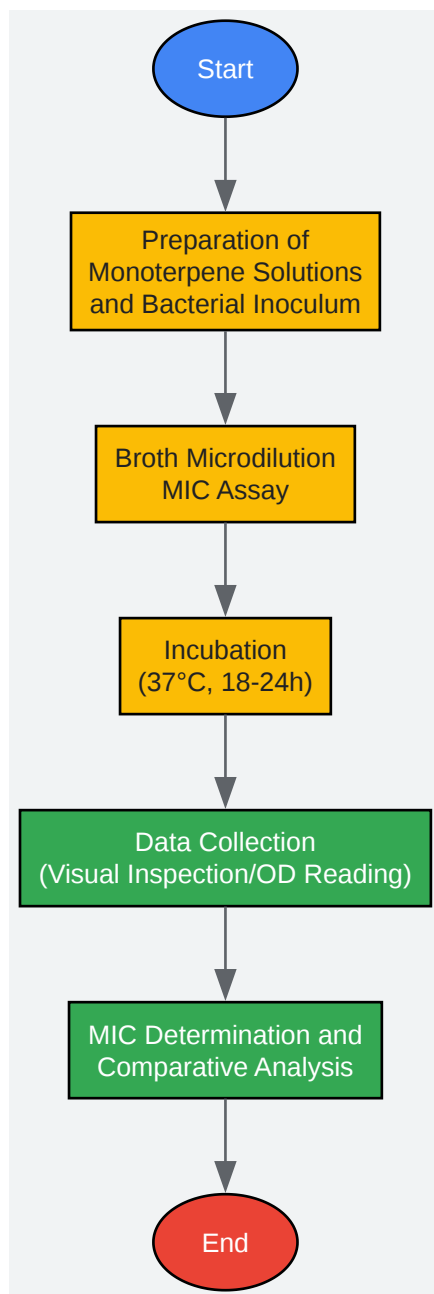 Start
Preparation of
Monoterpene Solutions
and Bacterial Inoculum
Broth Microdilution
MIC Assay
Incubation
(37°C, 18-24h)
Data Collection
(Visual Inspection/OD Reading)
MIC Determination and
Comparative Analysis
End